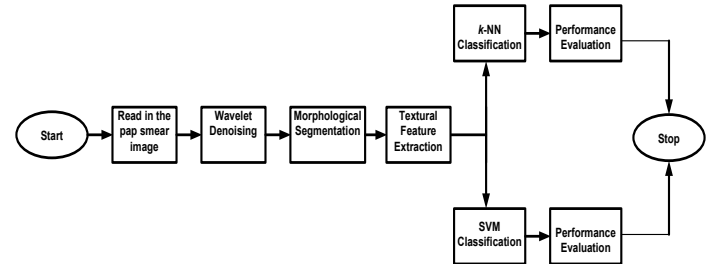 k-NN
Classification
Performance
Evaluation
Start
Read in the
pap smear
image
Wavelet
Denoising
Morphological
Segmentation
Textural
Feature
Extraction
Stop
SVM
Classification
Performance
Evaluation